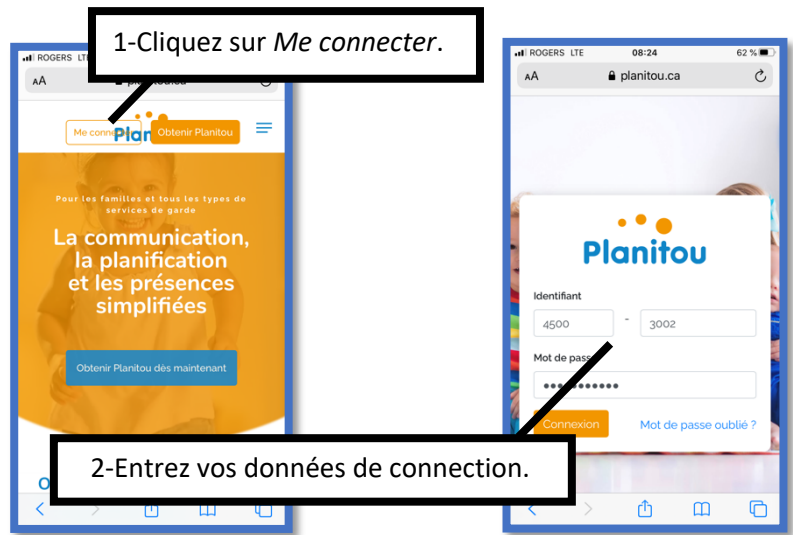 1-Cliquez sur Me connecter.
ROGERS
AA
Me conne
Plan
Obtenir Planitou
Pour les familles et tous les types de
services de garde
La communication,
la planification
et les présences
simplifiées
Obtenir Planitou dès maintenant
ROGERS LTE 08:24 62 %
AA planitou.ca
Planitou
Identifiant
4500 - 3002
Mot de pass
Connexion Mot de passe oublié ?
2-Entrez vos données de connection.